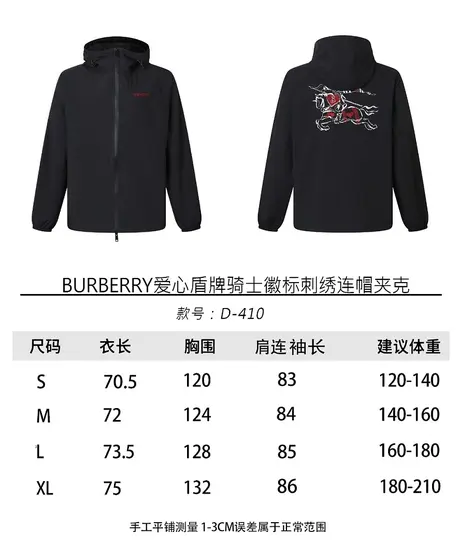 BURBERRY爱心盾牌骑士徽标刺绣连帽夹克
款号：D-410
尺码 衣长 胸围 肩连袖长 建议体重
S 70.5 120 83 120-140
M 72 124 84 140-160
L 73.5 128 85 160-180
XL 75 132 86 180-210
手工平铺测量 1-3CM误差属于正常范围